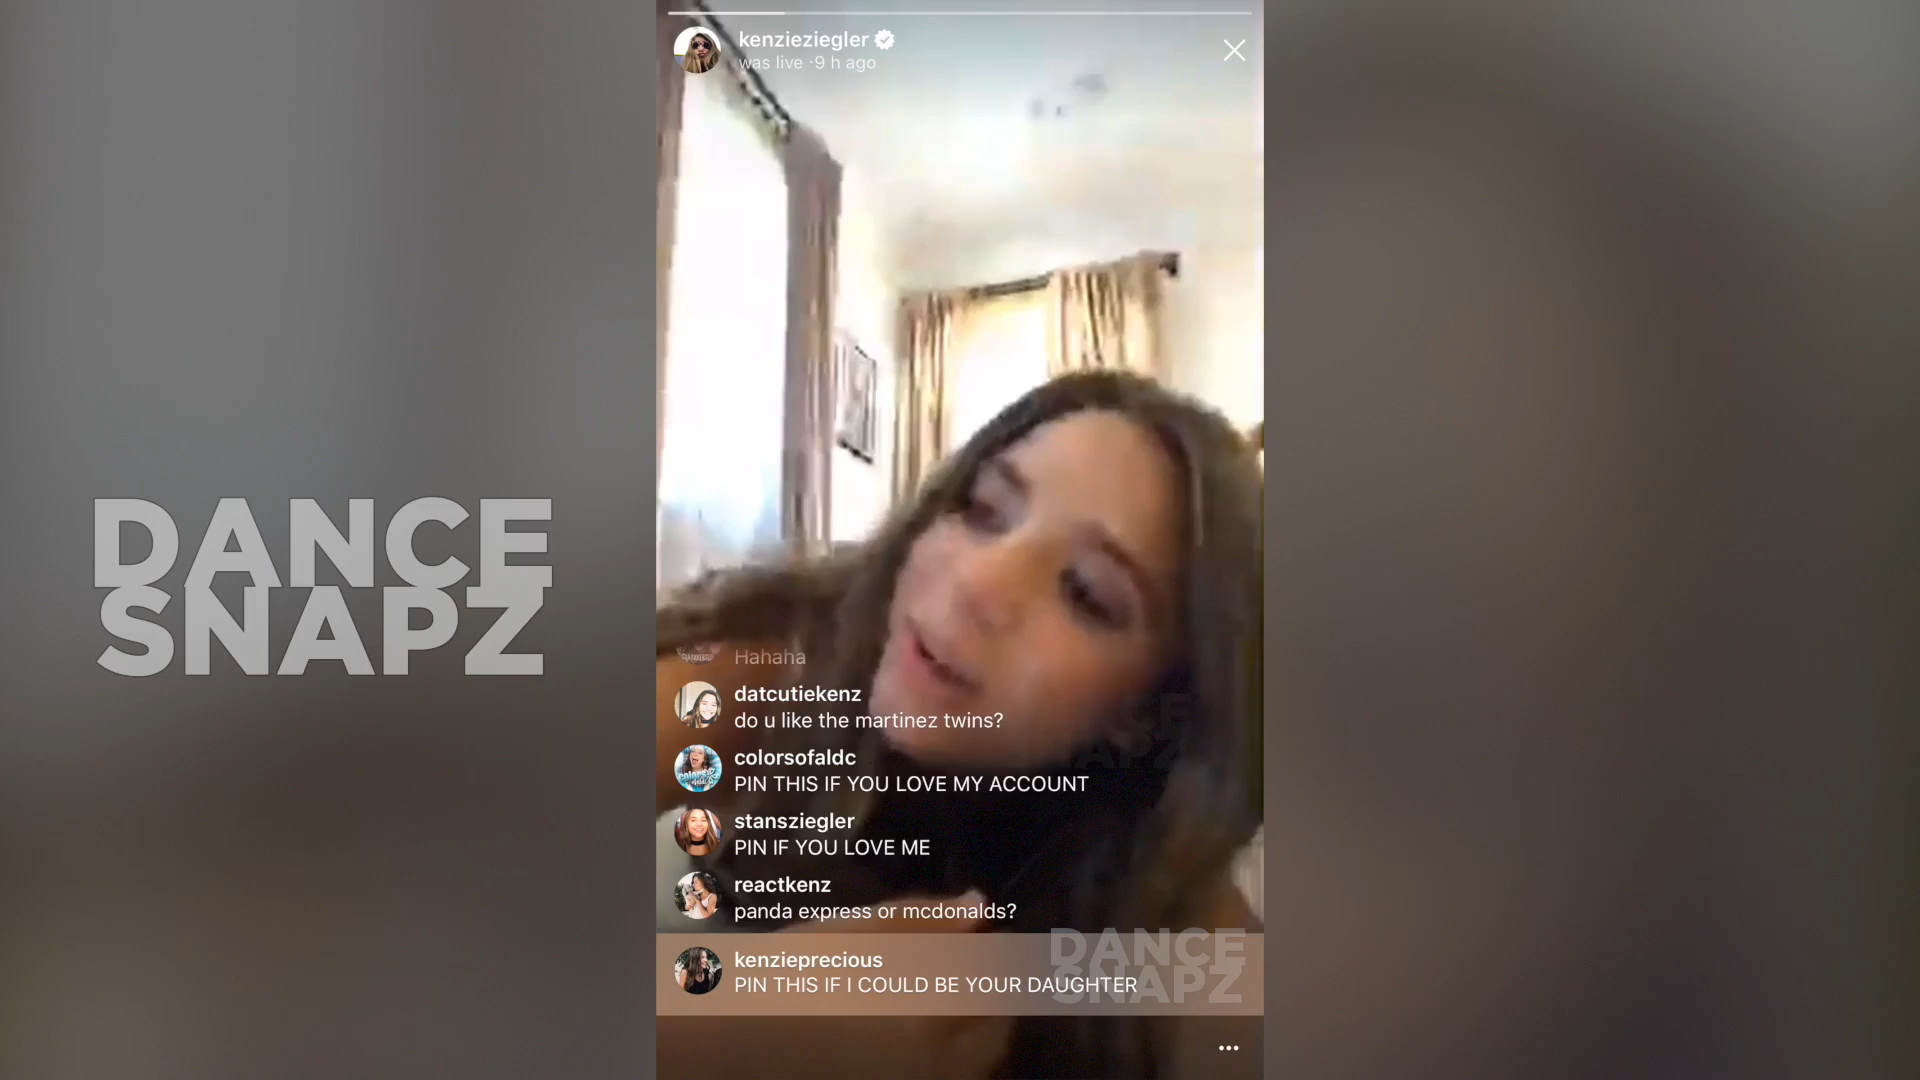 kenzieziegler
was live · 9 h ago
DANCE
SNAPZ
Hahaha
datcutiekenz
do u like the martinez twins?
colorsofaldc
PIN THIS IF YOU LOVE MY ACCOUNT
stansziegler
PIN IF YOU LOVE ME
reactkenz
panda express or mcdonalds?
kenzieprecious
PIN THIS IF I COULD BE YOUR DAUGHTER
DANCE
SNAPZ